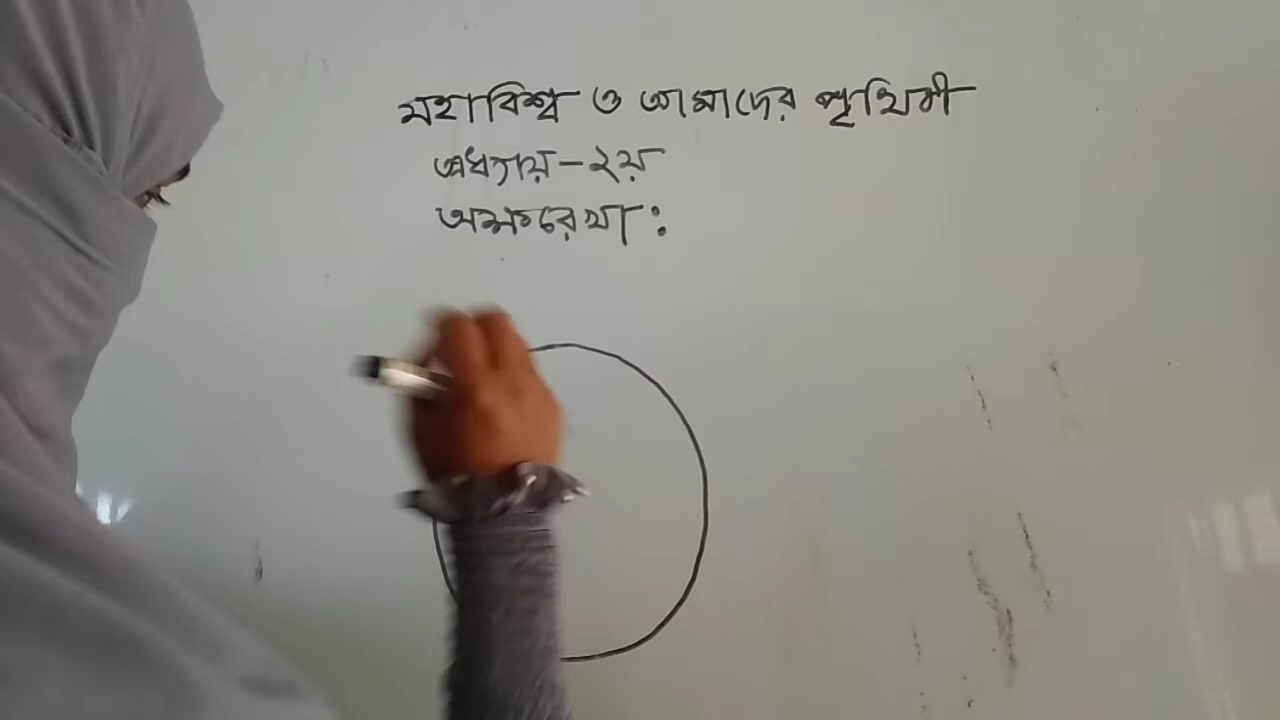 মহাবিশ্ব ও আমাদের পৃথিবী
অধ্যায়-২য়
অক্ষরেখা: